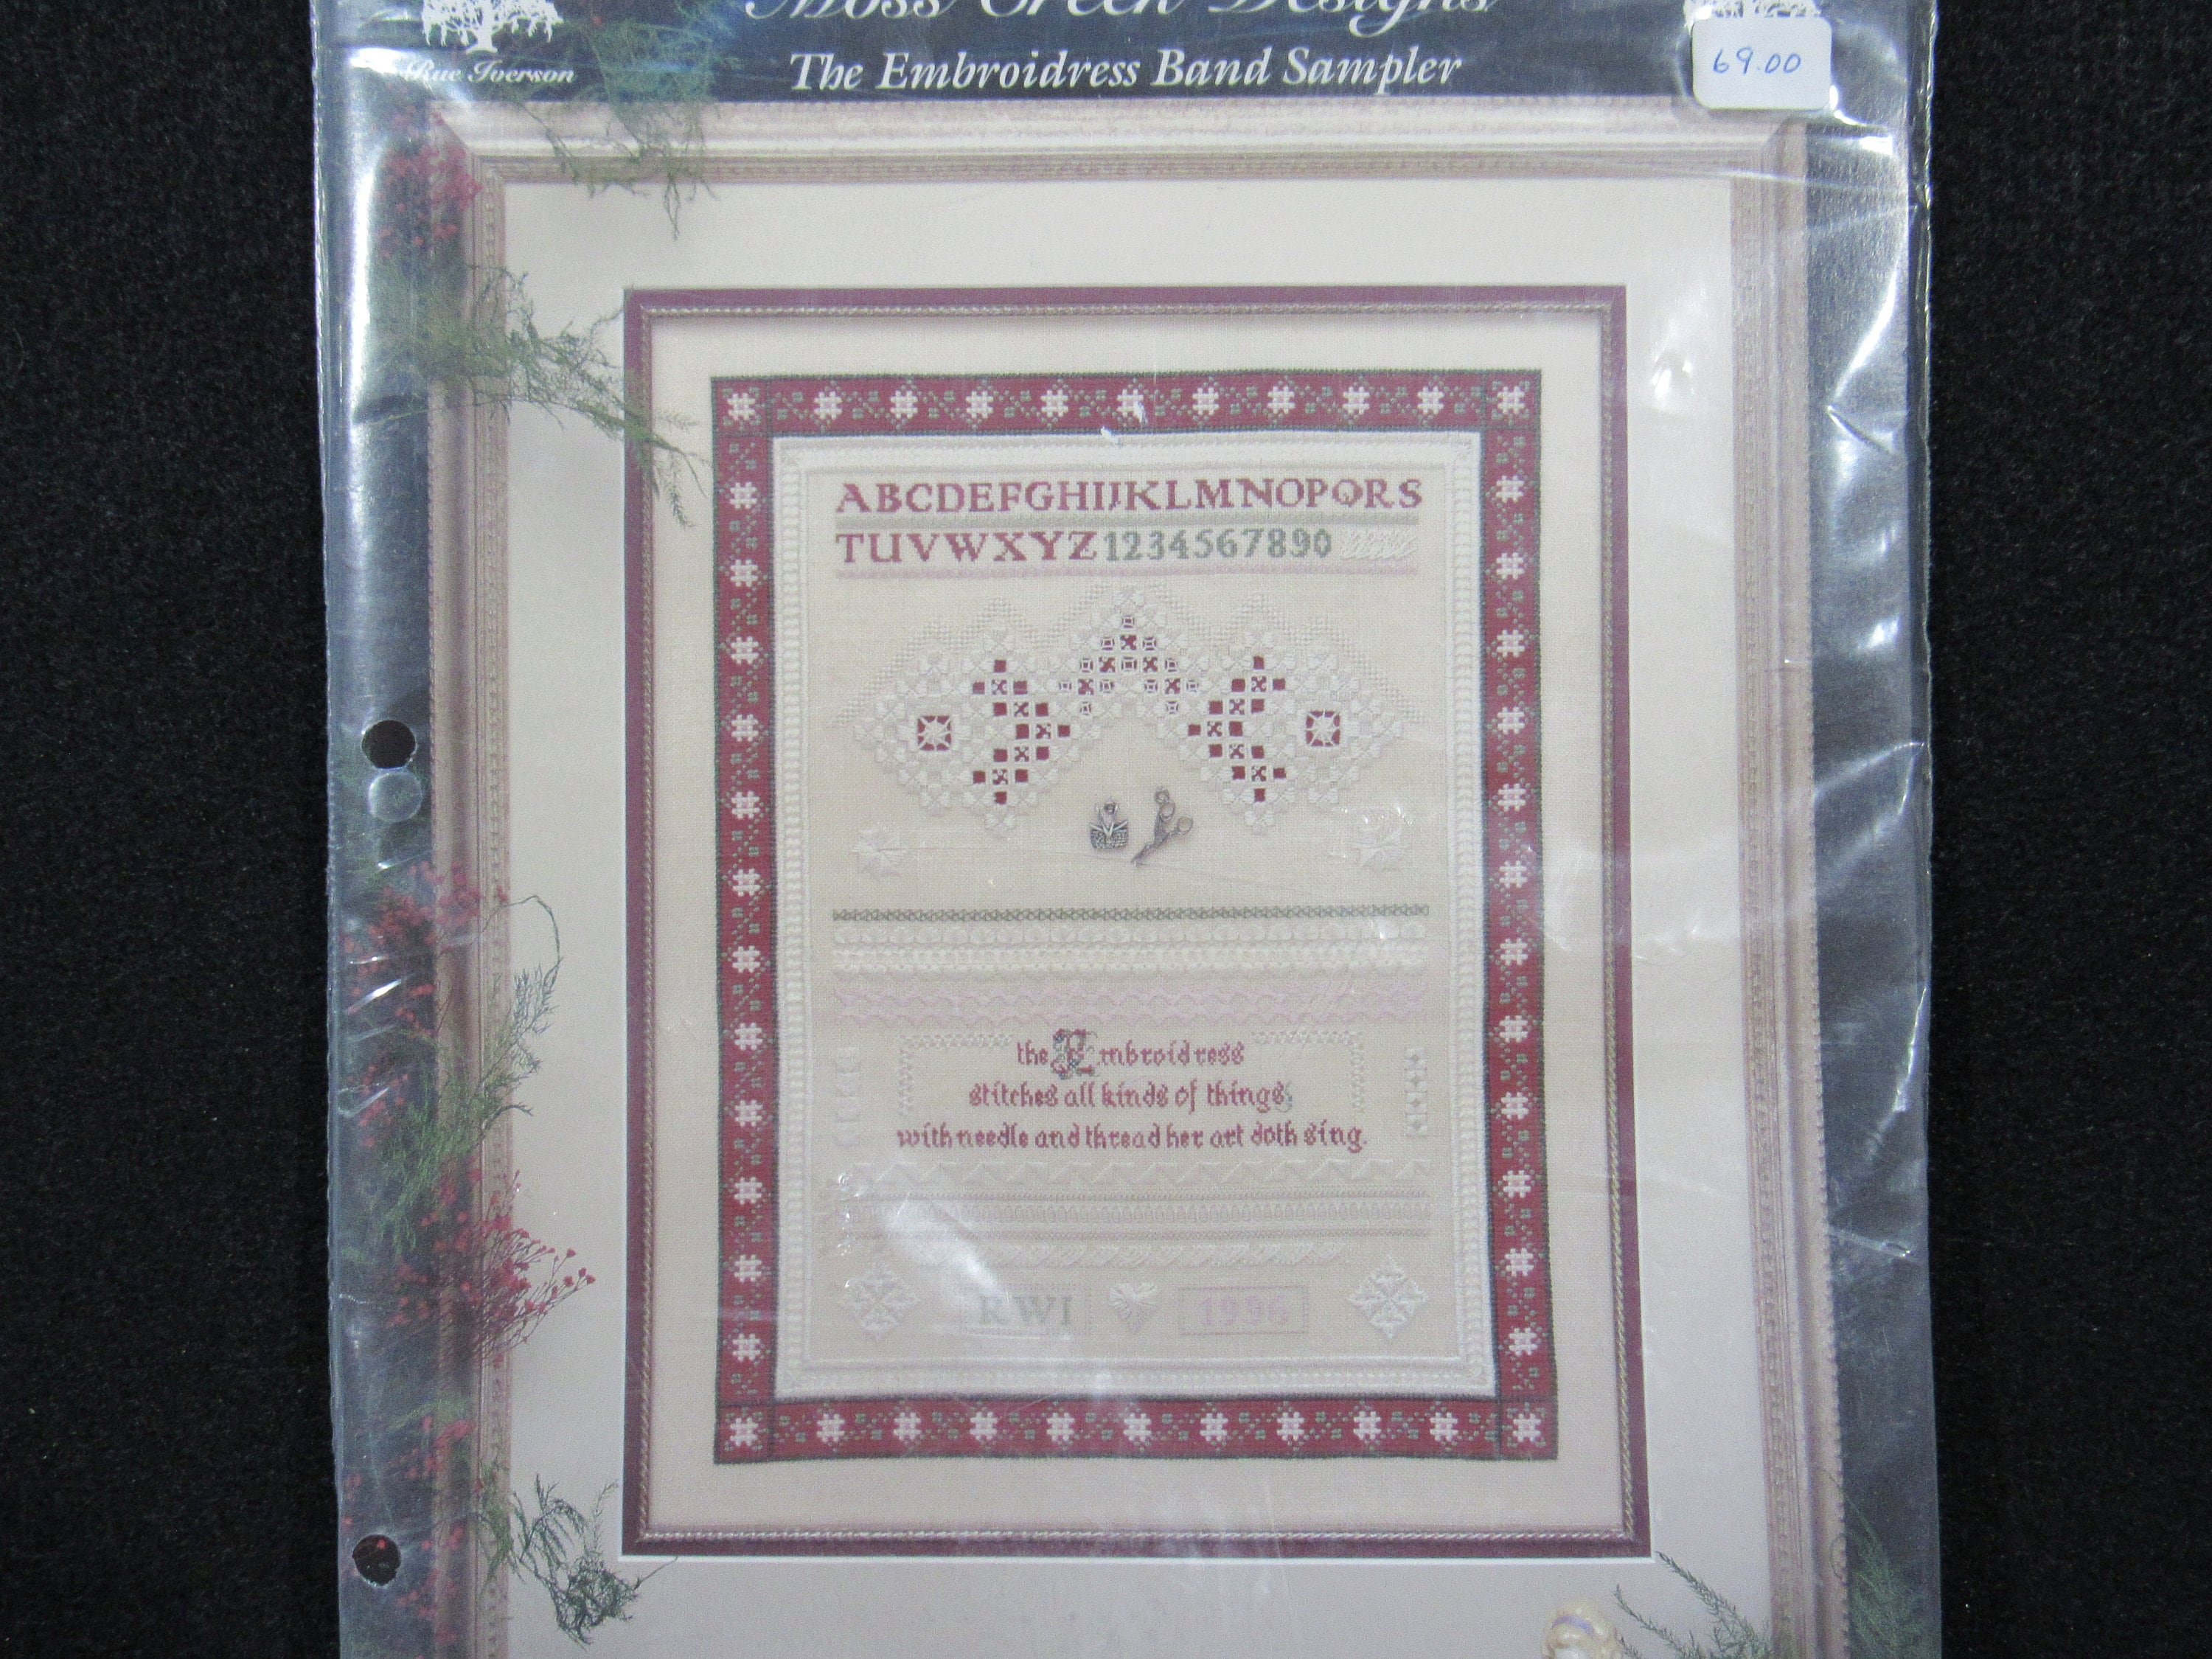 Moss Creek Designs
Rue Iverson
The Embroidress Band Sampler
69.00
ABCDEFGHIJKLMNOPQRS
TUVWXYZ1234567890
the Embroidress
stitches all kinds of things
with needle and thread her art doth sing.
RWI
1996